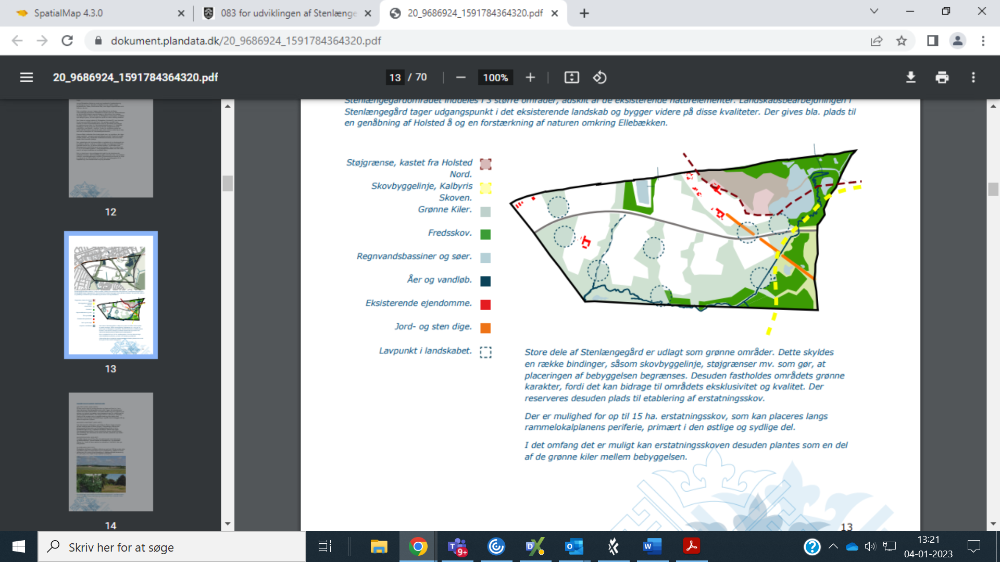 SpatialMap 4.3.0
083 for udviklingen af Stenlænge
20_9686924_1591784364320.pdf
dokument.plandata.dk/20_9686924_1591784364320.pdf
20_9686924_1591784364320.pdf
13 / 70
100%
12
13
14
Stenlængegårdområdet inddeles i 3 større områder, adskilt af de eksisterende naturelementer. Landskabsbearbejdningen i
Stenlængegård tager udgangspunkt i det eksisterende landskab og bygger videre på disse kvaliteter. Der gives bla. plads til
en genåbning af Holsted å og en forstærkning af naturen omkring Ellebækken.
Støjgrænse, kastet fra Holsted
Nord.
Skovbyggelinje, Kalbyris
Skoven.
Grønne Kiler.
Fredsskov.
Regnvandsbassiner og søer.
Åer og vandløb.
Eksisterende ejendomme.
Jord- og sten dige.
Lavpunkt i landskabet.
Store dele af Stenlængegård er udlagt som grønne områder. Dette skyldes
en række bindinger, såsom skovbyggelinje, støjgrænser mv. som gør, at
placeringen af bebyggelsen begrænses. Desuden fastholdes områdets grønne
karakter, fordi det kan bidrage til områdets eksklusivitet og kvalitet. Der
reserveres desuden plads til etablering af erstatningsskov.
Der er mulighed for op til 15 ha. erstatningsskov, som kan placeres langs
rammelokalplanens periferie, primært i den østlige og sydlige del.
I det omfang det er muligt kan erstatningsskoven desuden plantes som en del
af de grønne kiler mellem bebyggelsen.
13
Skriv her for at søge
9+
13:21
04-01-2023